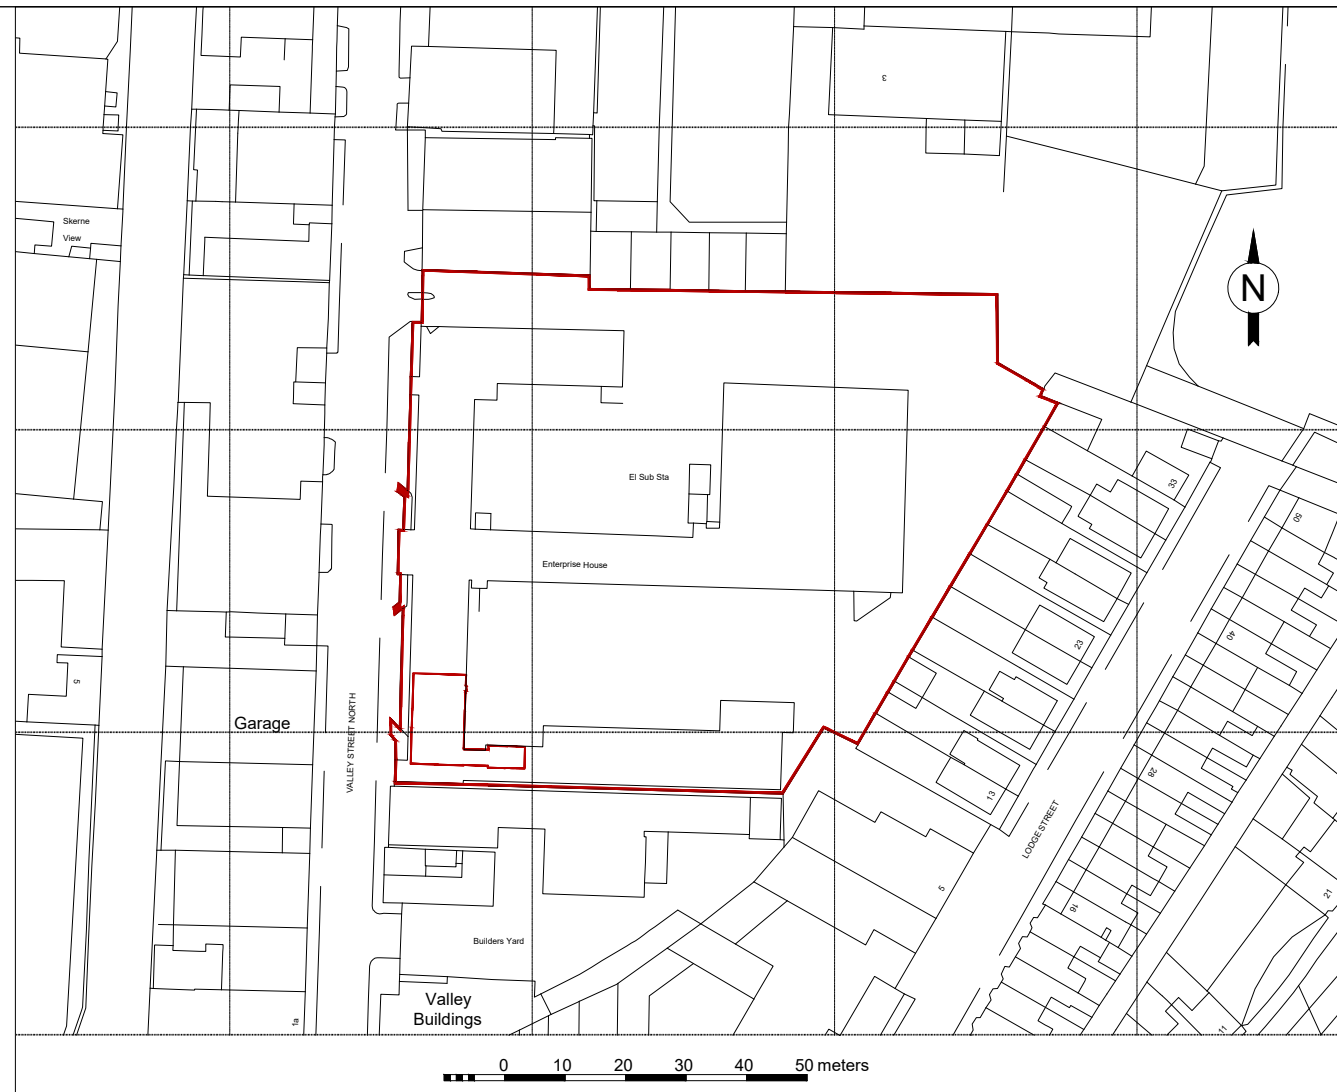 3
Skerne
View
N
El Sub Sta
33
50
Enterprise House
40
23
5
Garage
VALLEY STREET NORTH
28
13
LODGE STREET
5
21
16
Builders Yard
Valley
Buildings
1a
11
0 10 20 30 40 50 meters